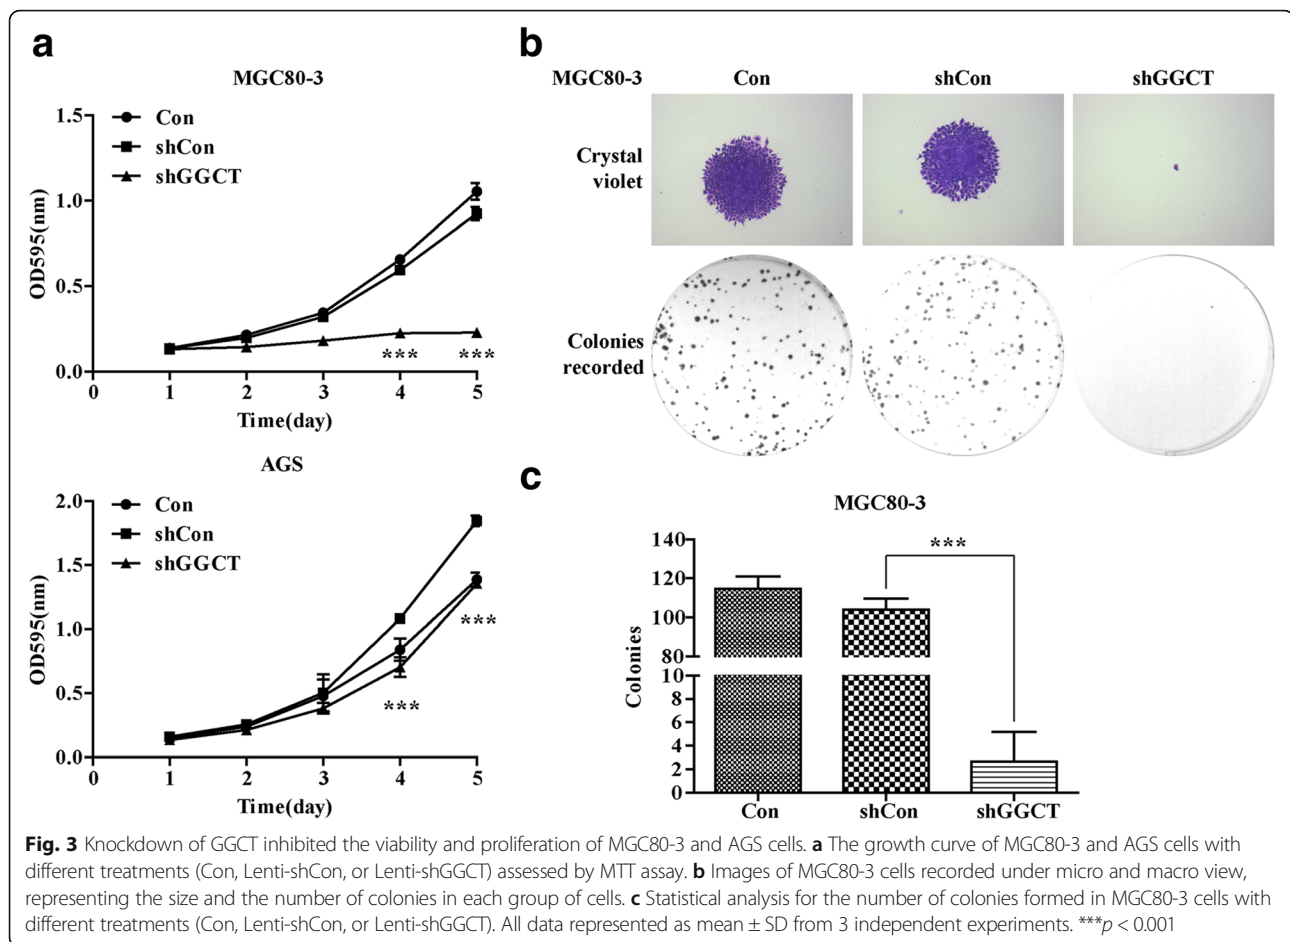 a
MGC80-3
1.5
1.0
0.5
0.0
OD595(nm)
Con
shCon
shGGCT
*** ***
0 1 2 3 4 5
Time(day)
AGS
2.0
1.5
1.0
0.5
0.0
OD595(nm)
Con
shCon
shGGCT
***
***
0 1 2 3 4 5
Time(day)
b
MGC80-3 Con shCon shGGCT
Crystal
violet
Colonies
recorded
c
MGC80-3
140
120
100
80
10
8
6
4
2
0
Colonies
***
Con shCon shGGCT
Fig. 3 Knockdown of GGCT inhibited the viability and proliferation of MGC80-3 and AGS cells. a The growth curve of MGC80-3 and AGS cells with
different treatments (Con, Lenti-shCon, or Lenti-shGGCT) assessed by MTT assay. b Images of MGC80-3 cells recorded under micro and macro view,
representing the size and the number of colonies in each group of cells. c Statistical analysis for the number of colonies formed in MGC80-3 cells with
different treatments (Con, Lenti-shCon, or Lenti-shGGCT). All data represented as mean ± SD from 3 independent experiments. ***p < 0.001